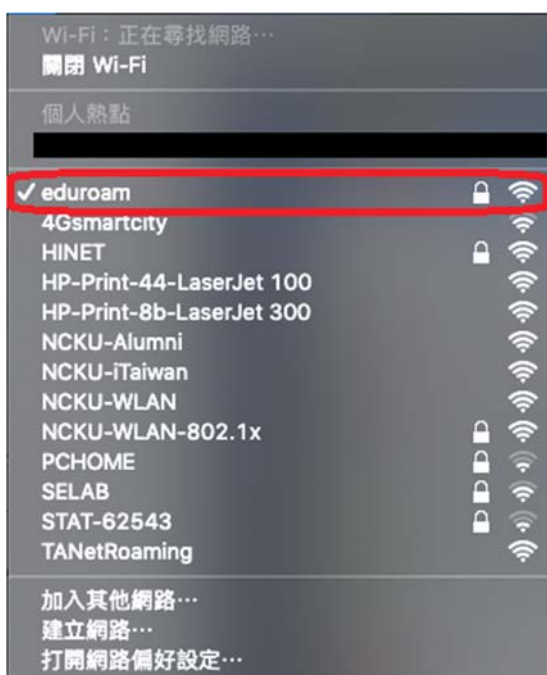 Wi-Fi：正在尋找網路⋯
關閉 Wi-Fi
個人熱點
✓ eduroam
4Gsmartcity
HINET
HP-Print-44-LaserJet 100
HP-Print-8b-LaserJet 300
NCKU-Alumni
NCKU-iTaiwan
NCKU-WLAN
NCKU-WLAN-802.1x
PCHOME
SELAB
STAT-62543
TANetRoaming
加入其他網路⋯
建立網路⋯
打開網路偏好設定⋯